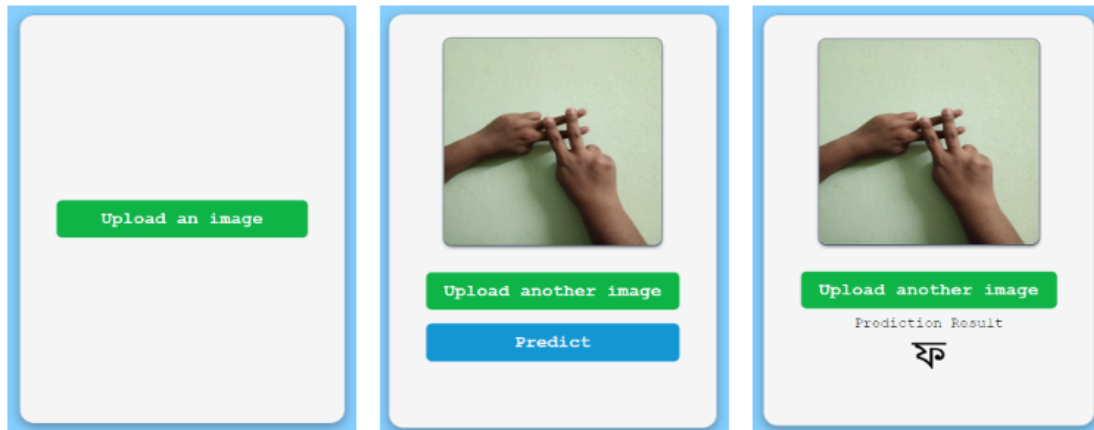 Upload an image
Upload another image
Predict
Upload another image
Prediction Result
ফ